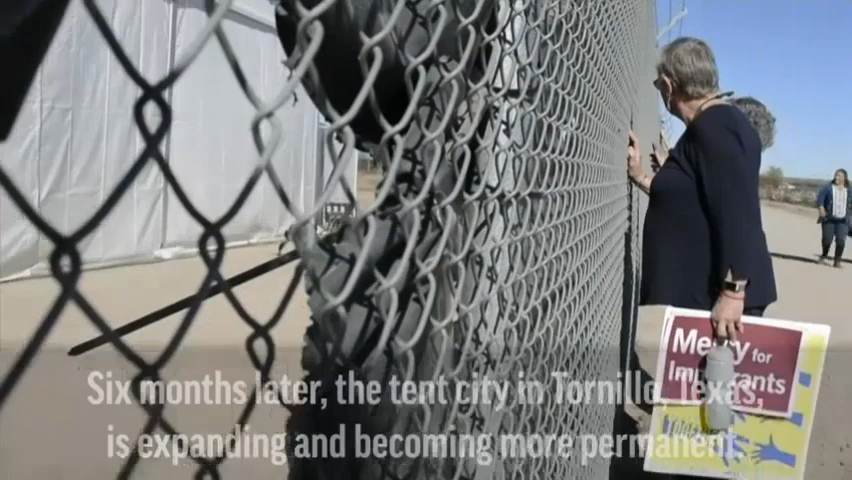 Mercy for
Immigrants
Six months later, the tent city in Tornillo, Texas,
is expanding and becoming more permanent.